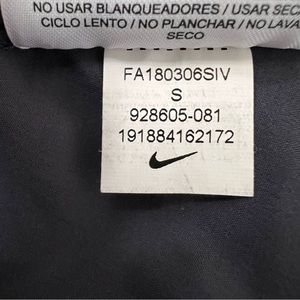 NO USAR BLANQUEADORES / USAR SEC
CICLO LENTO / NO PLANCHAR / NO LAVA
SECO
FA180306SIV
S
928605-081
191884162172